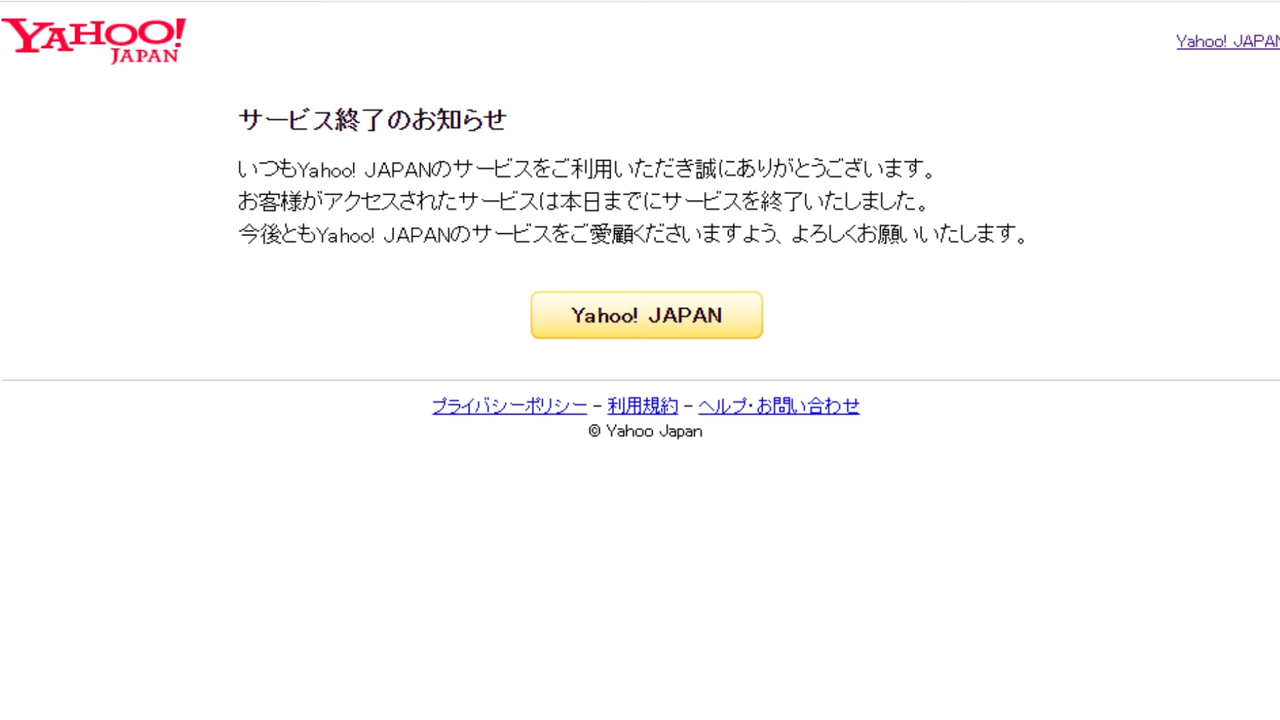 YAHOO!
JAPAN
Yahoo! JAPAN
サービス終了のお知らせ
いつもYahoo! JAPANのサービスをご利用いただき誠にありがとうございます。
お客様がアクセスされたサービスは本日までにサービスを終了いたしました。
今後ともYahoo! JAPANのサービスをご愛顧くださいますよう、よろしくお願いいたします。
Yahoo! JAPAN
プライバシーポリシー - 利用規約 - ヘルプ・お問い合わせ
© Yahoo Japan